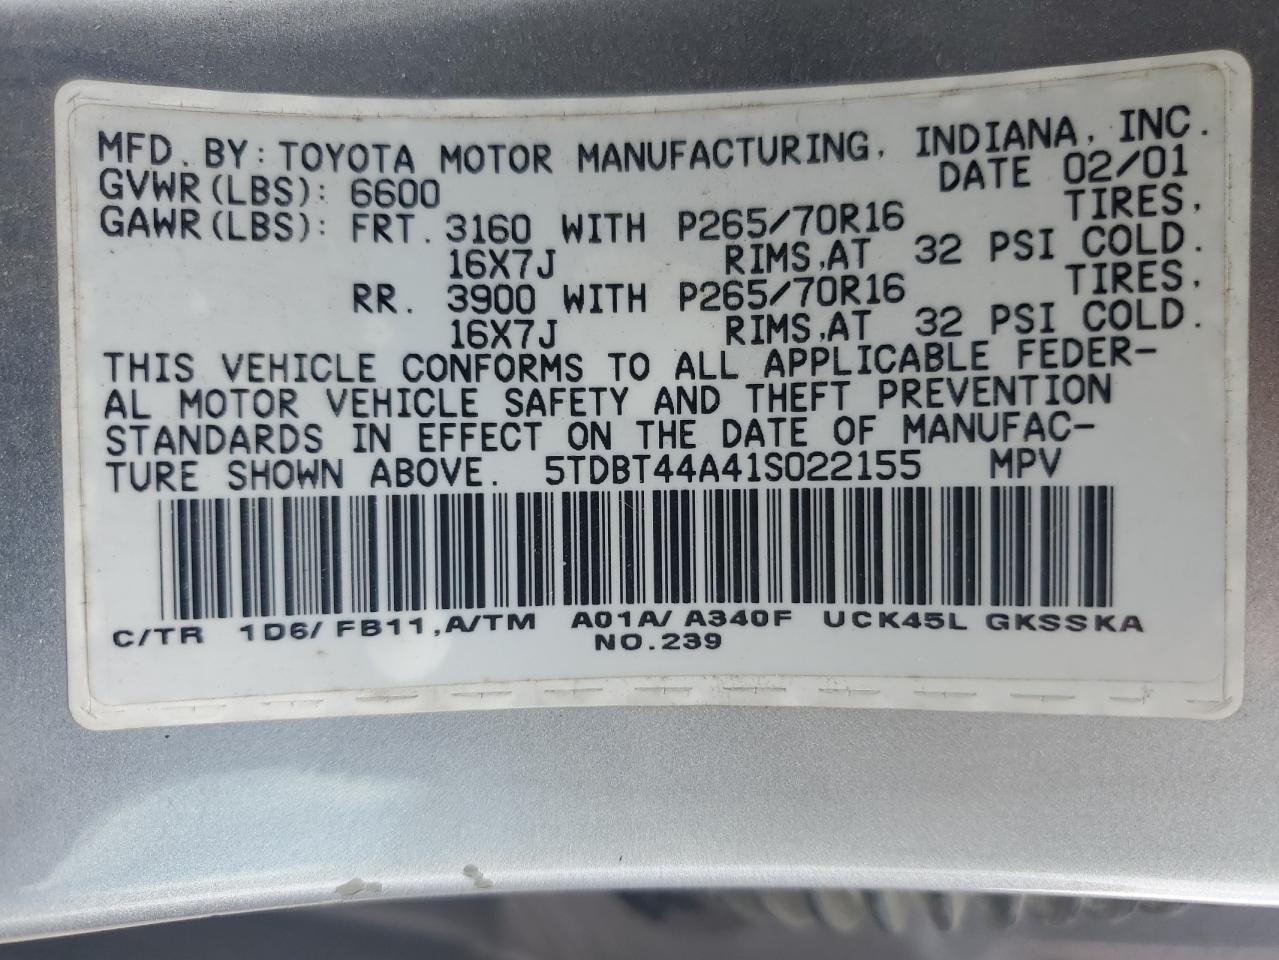 MFD. BY: TOYOTA MOTOR MANUFACTURING, INDIANA, INC.
GVWR(LBS): 6600 DATE 02/01
GAWR(LBS): FRT. 3160 WITH P265/70R16 TIRES,
16X7J RIMS,AT 32 PSI COLD.
RR. 3900 WITH P265/70R16 TIRES,
16X7J RIMS,AT 32 PSI COLD.
THIS VEHICLE CONFORMS TO ALL APPLICABLE FEDER-
AL MOTOR VEHICLE SAFETY AND THEFT PREVENTION
STANDARDS IN EFFECT ON THE DATE OF MANUFAC-
TURE SHOWN ABOVE. 5TDBT44A41S022155 MPV
C/TR 1D6/ FB11,A/TM A01A/ A340F UCK45L GKSSKA
NO.239